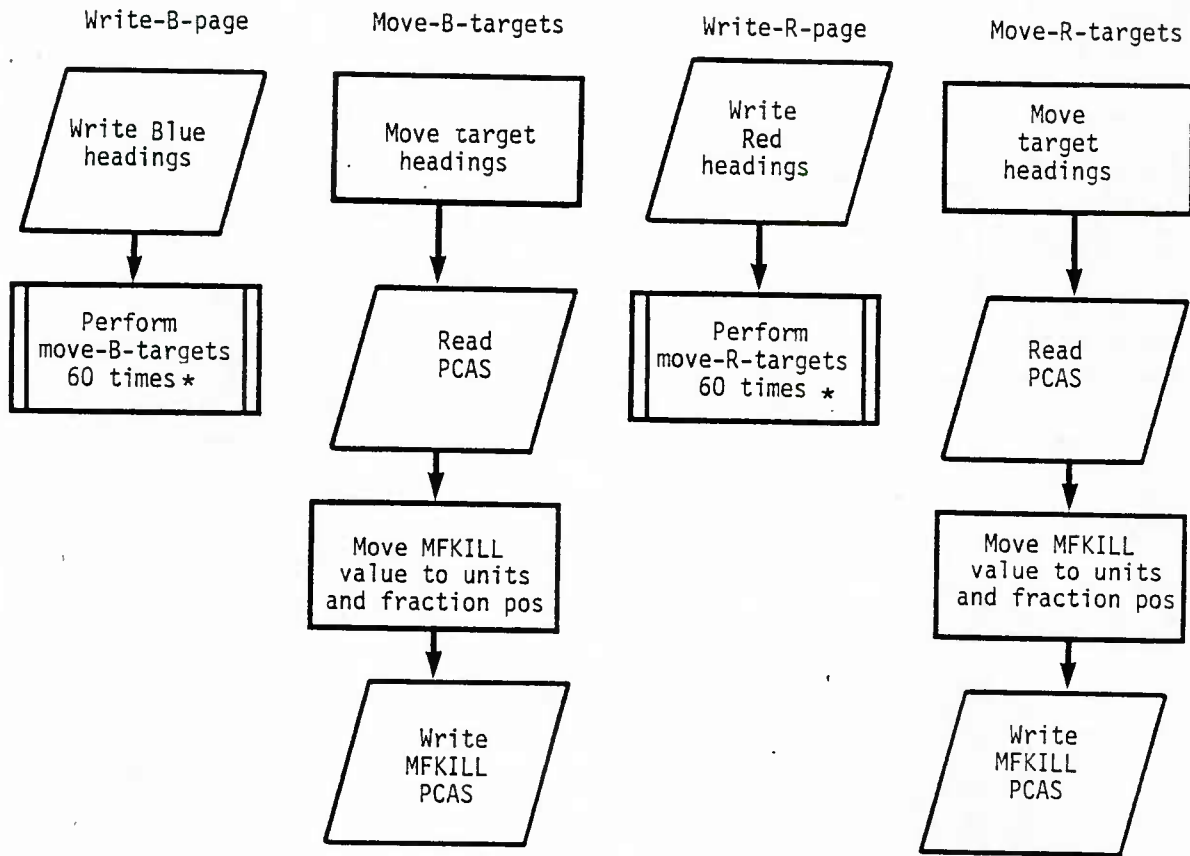 Write-B-page
Write Blue
headings
Perform
move-B-targets
60 times *
Move-B-targets
Move target
headings
Read
PCAS
Move MFKILL
value to units
and fraction pos
Write
MFKILL
PCAS
Write-R-page
Write
Red
headings
Perform
move-R-targets
60 times *
Move-R-targets
Move
target
headings
Read
PCAS
Move MFKILL
value to units
and fraction pos
Write
MFKILL
PCAS